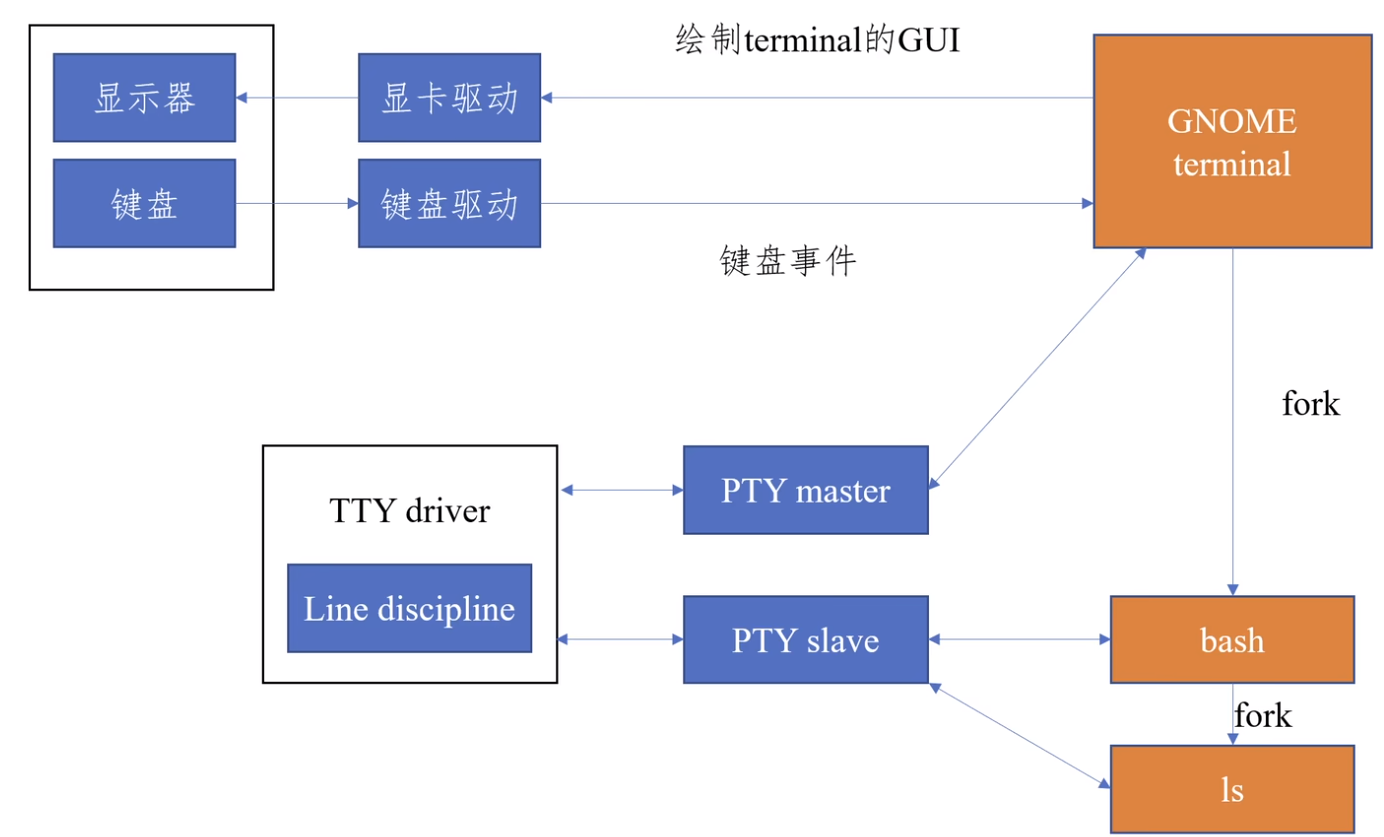 绘制terminal的GUI
显示器
显卡驱动
GNOME
terminal
键盘
键盘驱动
键盘事件
fork
TTY driver
PTY master
Line discipline
PTY slave
bash
fork
ls